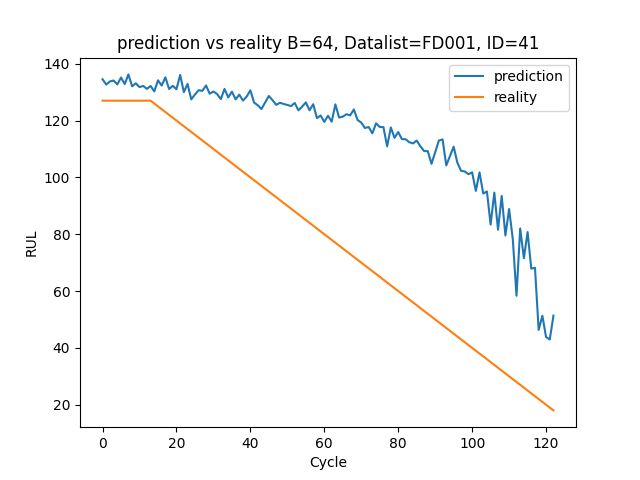 prediction vs reality B=64, Datalist=FD001, ID=41
prediction
reality
140
120
100
80
60
40
20
RUL
0 20 40 60 80 100 120
Cycle